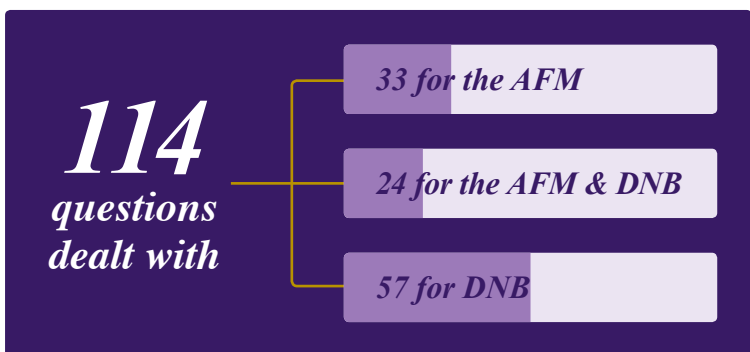 114
questions
dealt with
33 for the AFM
24 for the AFM & DNB
57 for DNB